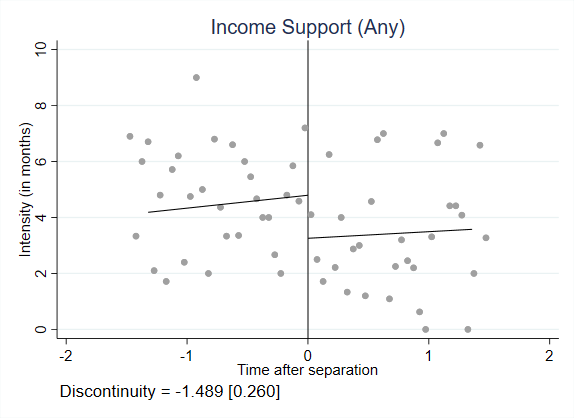 Income Support (Any)
Intensity (in months)
10
8
6
4
2
0
-2
-1
0
1
2
Time after separation
Discontinuity = -1.489 [0.260]